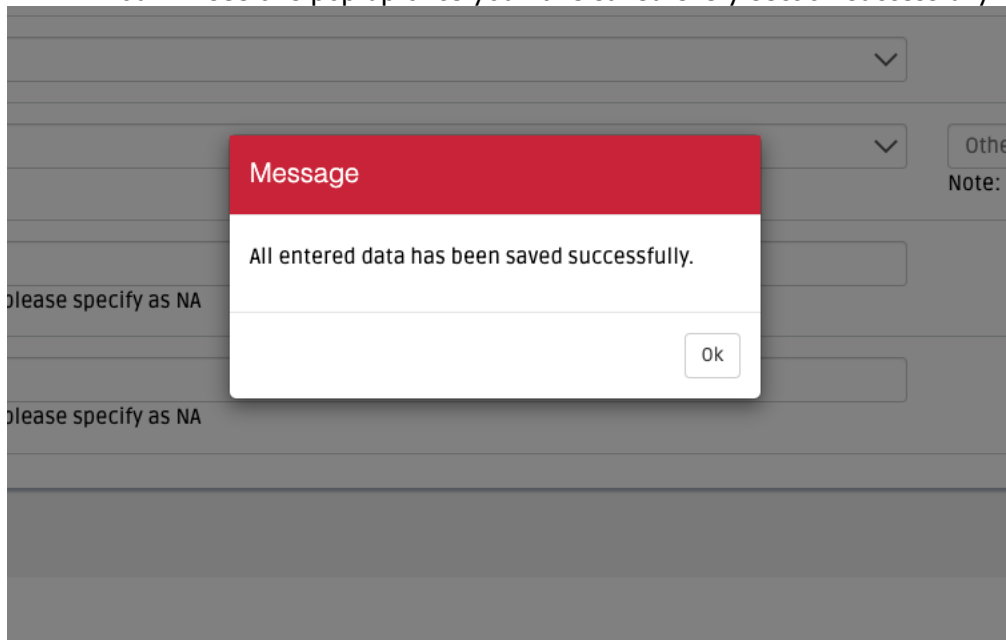 Othe
Message
Note:
All entered data has been saved successfully.
please specify as NA
Ok
please specify as NA